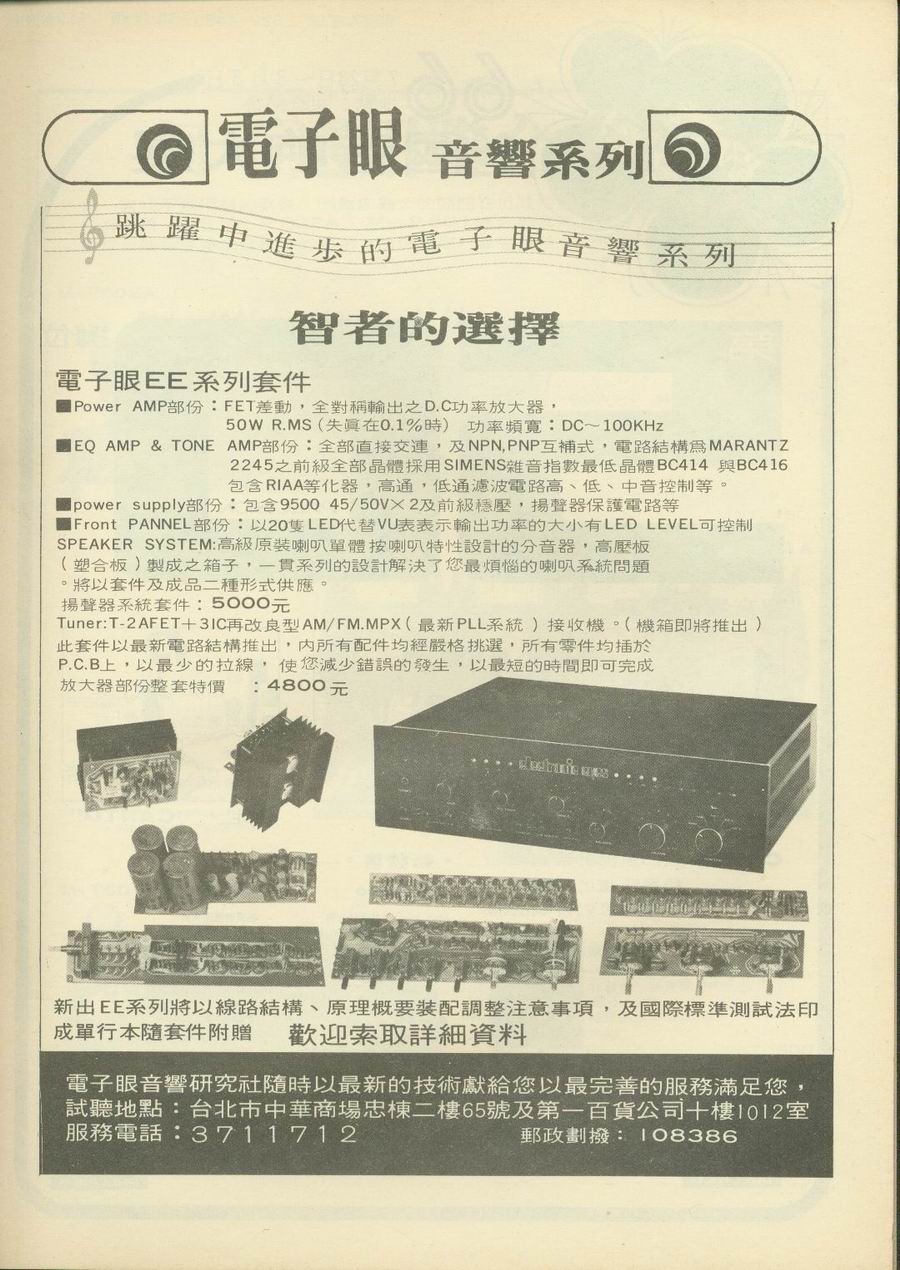 電子眼 音響系列
跳躍中進步的電子眼音響系列
智者的選擇
電子眼EE系列套件
■Power AMP部份：FET差動，全對稱輸出之D.C功率放大器，
50W R.MS（失眞在0.1%時） 功率頻寬：DC～100KHz
■EQ AMP & TONE AMP部份：全部直接交連，及NPN,PNP互補式，電路結構爲MARANTZ
2245之前級全部晶體採用SIMENS雜音指數最低晶體BC414 與BC416
包含RIAA等化器，高通，低通濾波電路高、低、中音控制等。
■power supply部份：包含9500 45/50V×2及前級穩壓，揚聲器保護電路等
■Front PANNEL部份：以20隻LED代替VU表表示輸出功率的大小有LED LEVEL可控制
SPEAKER SYSTEM:高級原裝喇叭單體按喇叭特性設計的分音器，高壓板
（塑合板）製成之箱子，一貫系列的設計解決了您最煩惱的喇叭系統問題
。將以套件及成品二種形式供應。
揚聲器系統套件：5000元
Tuner:T-2AFET＋3IC再改良型AM/FM.MPX（最新PLL系統）接收機。（機箱即將推出）
此套件以最新電路結構推出，內所有配件均經嚴格挑選，所有零件均插於
P.C.B上，以最少的拉線，使您減少錯誤的發生，以最短的時間即可完成
放大器部份整套特價 ：4800元
新出EE系列將以線路結構、原理概要裝配調整注意事項，及國際標準測試法印
成單行本隨套件附贈 歡迎索取詳細資料
電子眼音響研究社隨時以最新的技術獻給您以最完善的服務滿足您，
試聽地點：台北市中華商場忠棟二樓65號及第一百貨公司十樓1012室
服務電話：3711712 郵政劃撥：108386